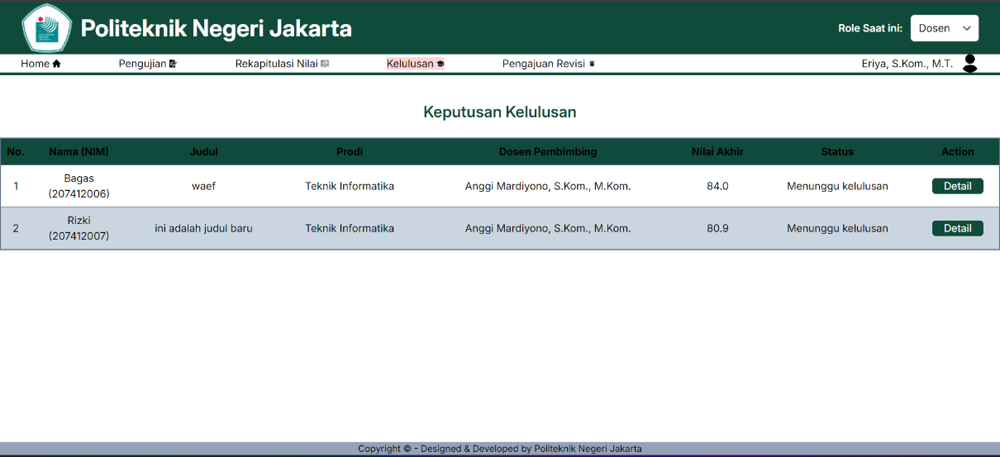 Politeknik Negeri Jakarta
Role Saat ini: Dosen
Home Pengujian Rekapitulasi Nilai Kelulusan Pengajuan Revisi Eriya, S.Kom., M.T.
Keputusan Kelulusan
No. Nama (NIM) Judul Prodi Dosen Pembimbing Nilai Akhir Status Action
1 Bagas (207412006) waef Teknik Informatika Anggi Mardiyono, S.Kom., M.Kom. 84.0 Menunggu kelulusan Detail
2 Rizki (207412007) ini adalah judul baru Teknik Informatika Anggi Mardiyono, S.Kom., M.Kom. 80.9 Menunggu kelulusan Detail
Copyright © - Designed & Developed by Politeknik Negeri Jakarta